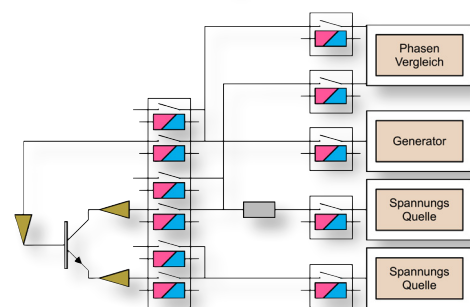 Phasen
Vergleich
Generator
Spannungs
Quelle
Spannungs
Quelle